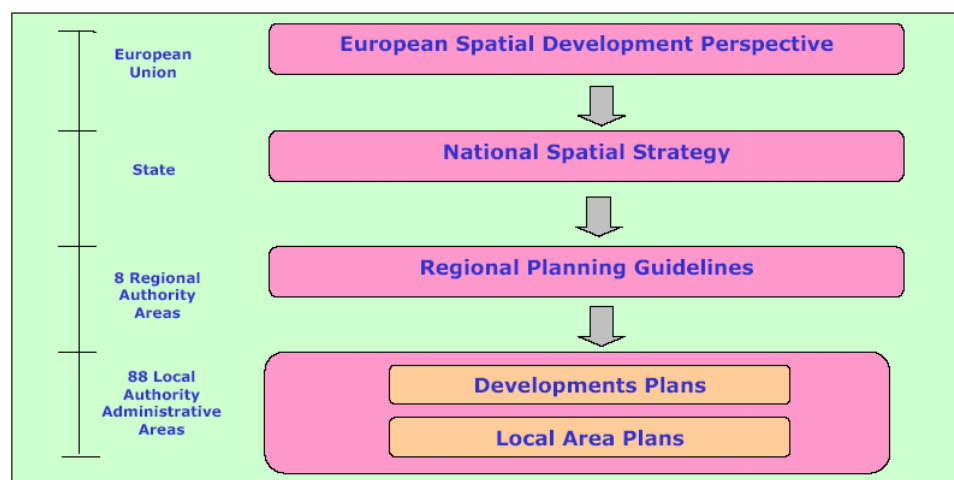 European
Union
European Spatial Development Perspective
State
National Spatial Strategy
8 Regional
Authority
Areas
Regional Planning Guidelines
88 Local
Authority
Administrative
Areas
Developments Plans
Local Area Plans